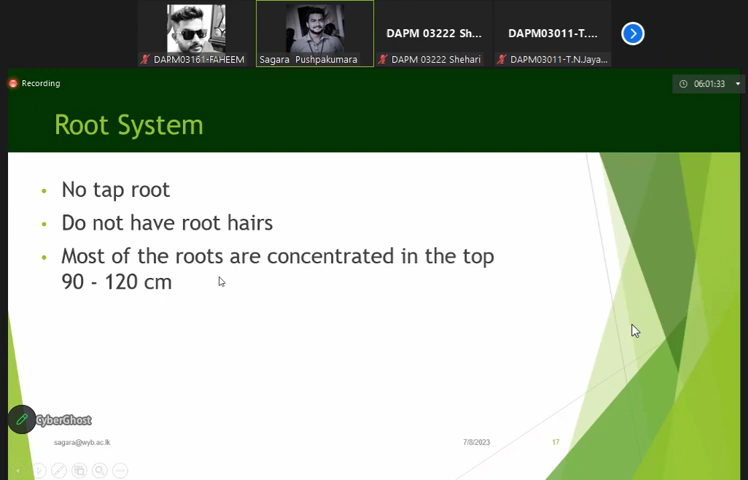 DAPM03161-FAHEEM
Sagara Pushpakumara
DAPM 03222 Sh...
DAPM 03222 Shehari
DAPM03011-T....
DAPM03011-T.N.Jaya...
Recording
06:01:33
Root System
• No tap root
• Do not have root hairs
• Most of the roots are concentrated in the top
90 - 120 cm
CyberGhost
sagara@wyb.ac.lk
7/8/2023
17